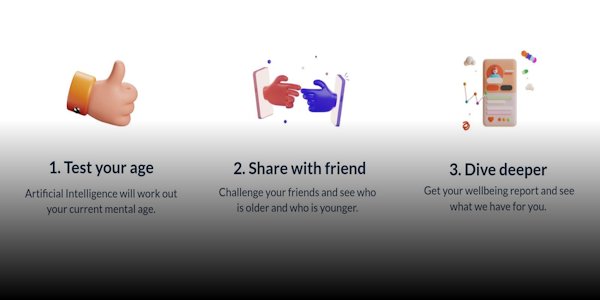 1. Test your age
Artificial Intelligence will work out
your current mental age.
2. Share with friend
Challenge your friends and see who
is older and who is younger.
3. Dive deeper
Get your wellbeing report and see
what we have for you.